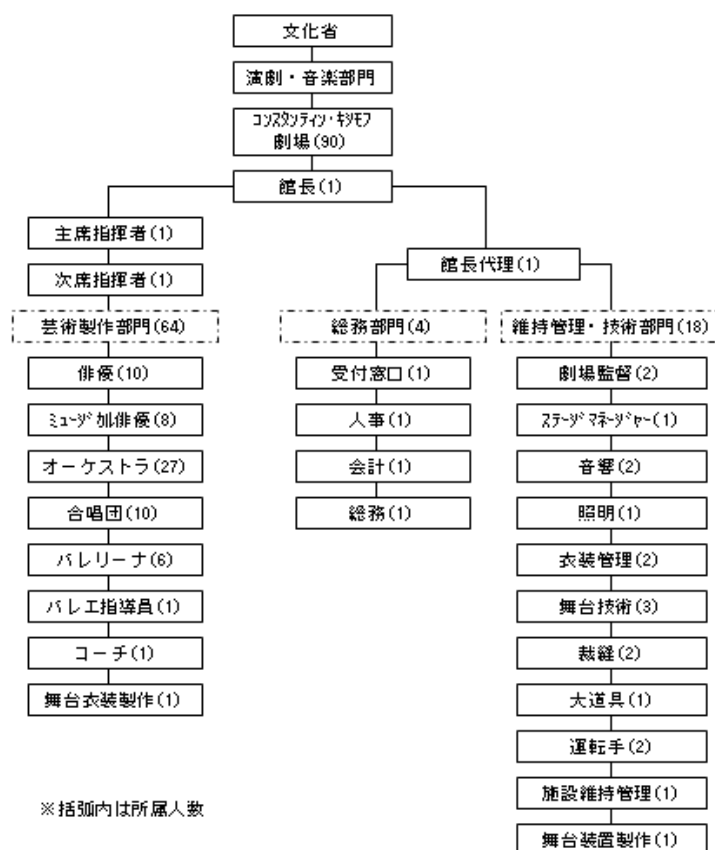 文化省
演劇・音楽部門
ｺﾝｽﾀﾝﾃｨﾝ・ｷｼﾓﾌ
劇場(90)
館長(1)
主席指揮者(1)
次席指揮者(1)
芸術製作部門(64)
俳優(10)
ﾐｭｰｼﾞｶﾙ俳優(8)
オーケストラ(27)
合唱団(10)
バレリーナ(6)
バレエ指導員(1)
コーチ(1)
舞台衣装製作(1)
館長代理(1)
総務部門(4)
受付窓口(1)
人事(1)
会計(1)
総務(1)
維持管理・技術部門(18)
劇場監督(2)
ｽﾃｰｼﾞﾏﾈｰｼﾞｬｰ(1)
音響(2)
照明(1)
衣装管理(2)
舞台技術(3)
裁縫(2)
大道具(1)
運転手(2)
施設維持管理(1)
舞台装置製作(1)
※括弧内は所属人数